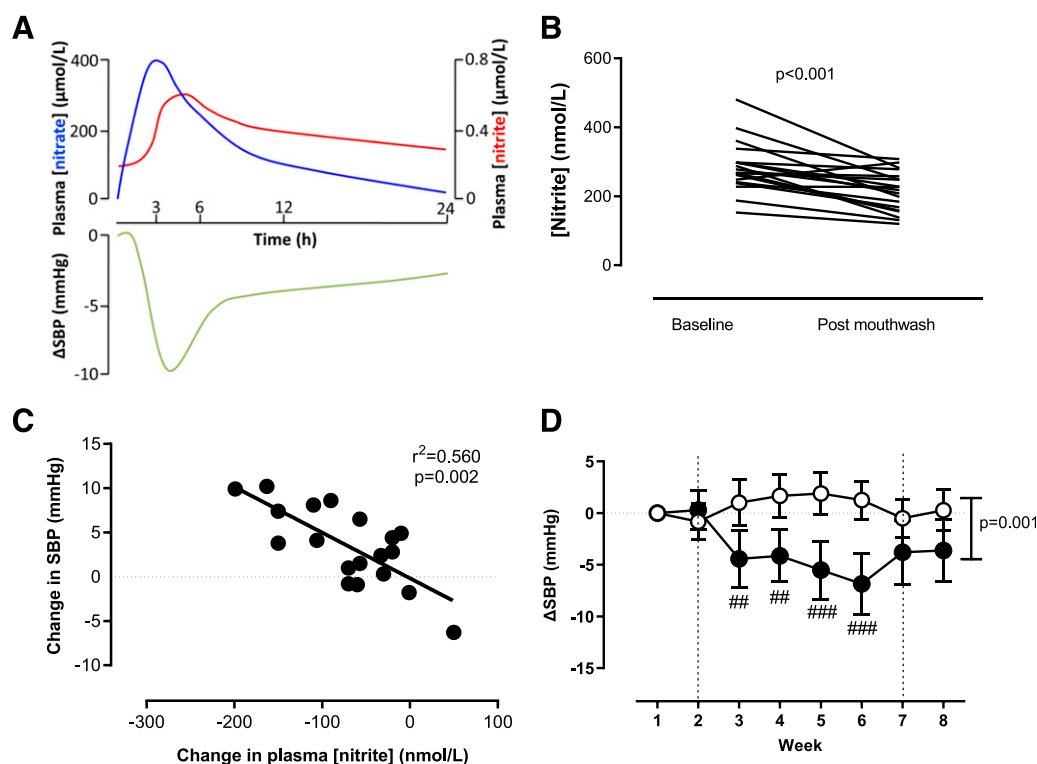 A
Plasma [nitrate] (µmol/L)
400
200
0
0.8
0.4
0
Plasma [nitrite] (µmol/L)
3
6
12
24
Time (h)
0
-5
-10
ΔSBP (mmHg)
B
[Nitrite] (nmol/L)
600
400
200
0
p<0.001
Baseline
Post mouthwash
C
Change in SBP (mmHg)
15
10
5
0
-5
-10
r²=0.560
p=0.002
-300
-200
-100
0
100
Change in plasma [nitrite] (nmol/L)
D
ΔSBP (mmHg)
5
0
-5
-10
-15
p=0.001
##
##
###
###
1
2
3
4
5
6
7
8
Week